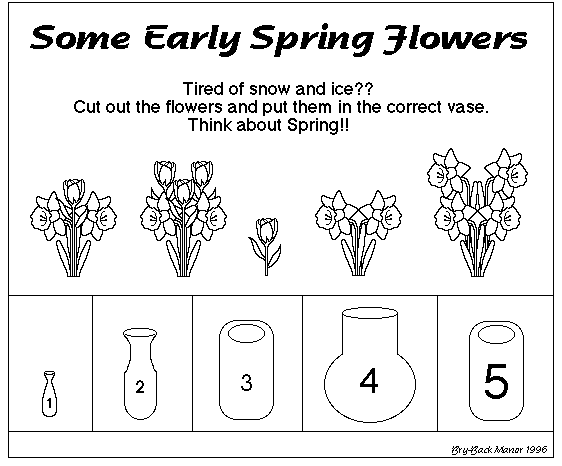 Some Early Spring Flowers
Tired of snow and ice??
Cut out the flowers and put them in the correct vase.
Think about Spring!!
1 2 3 4 5
Bry-Back Manor 1996